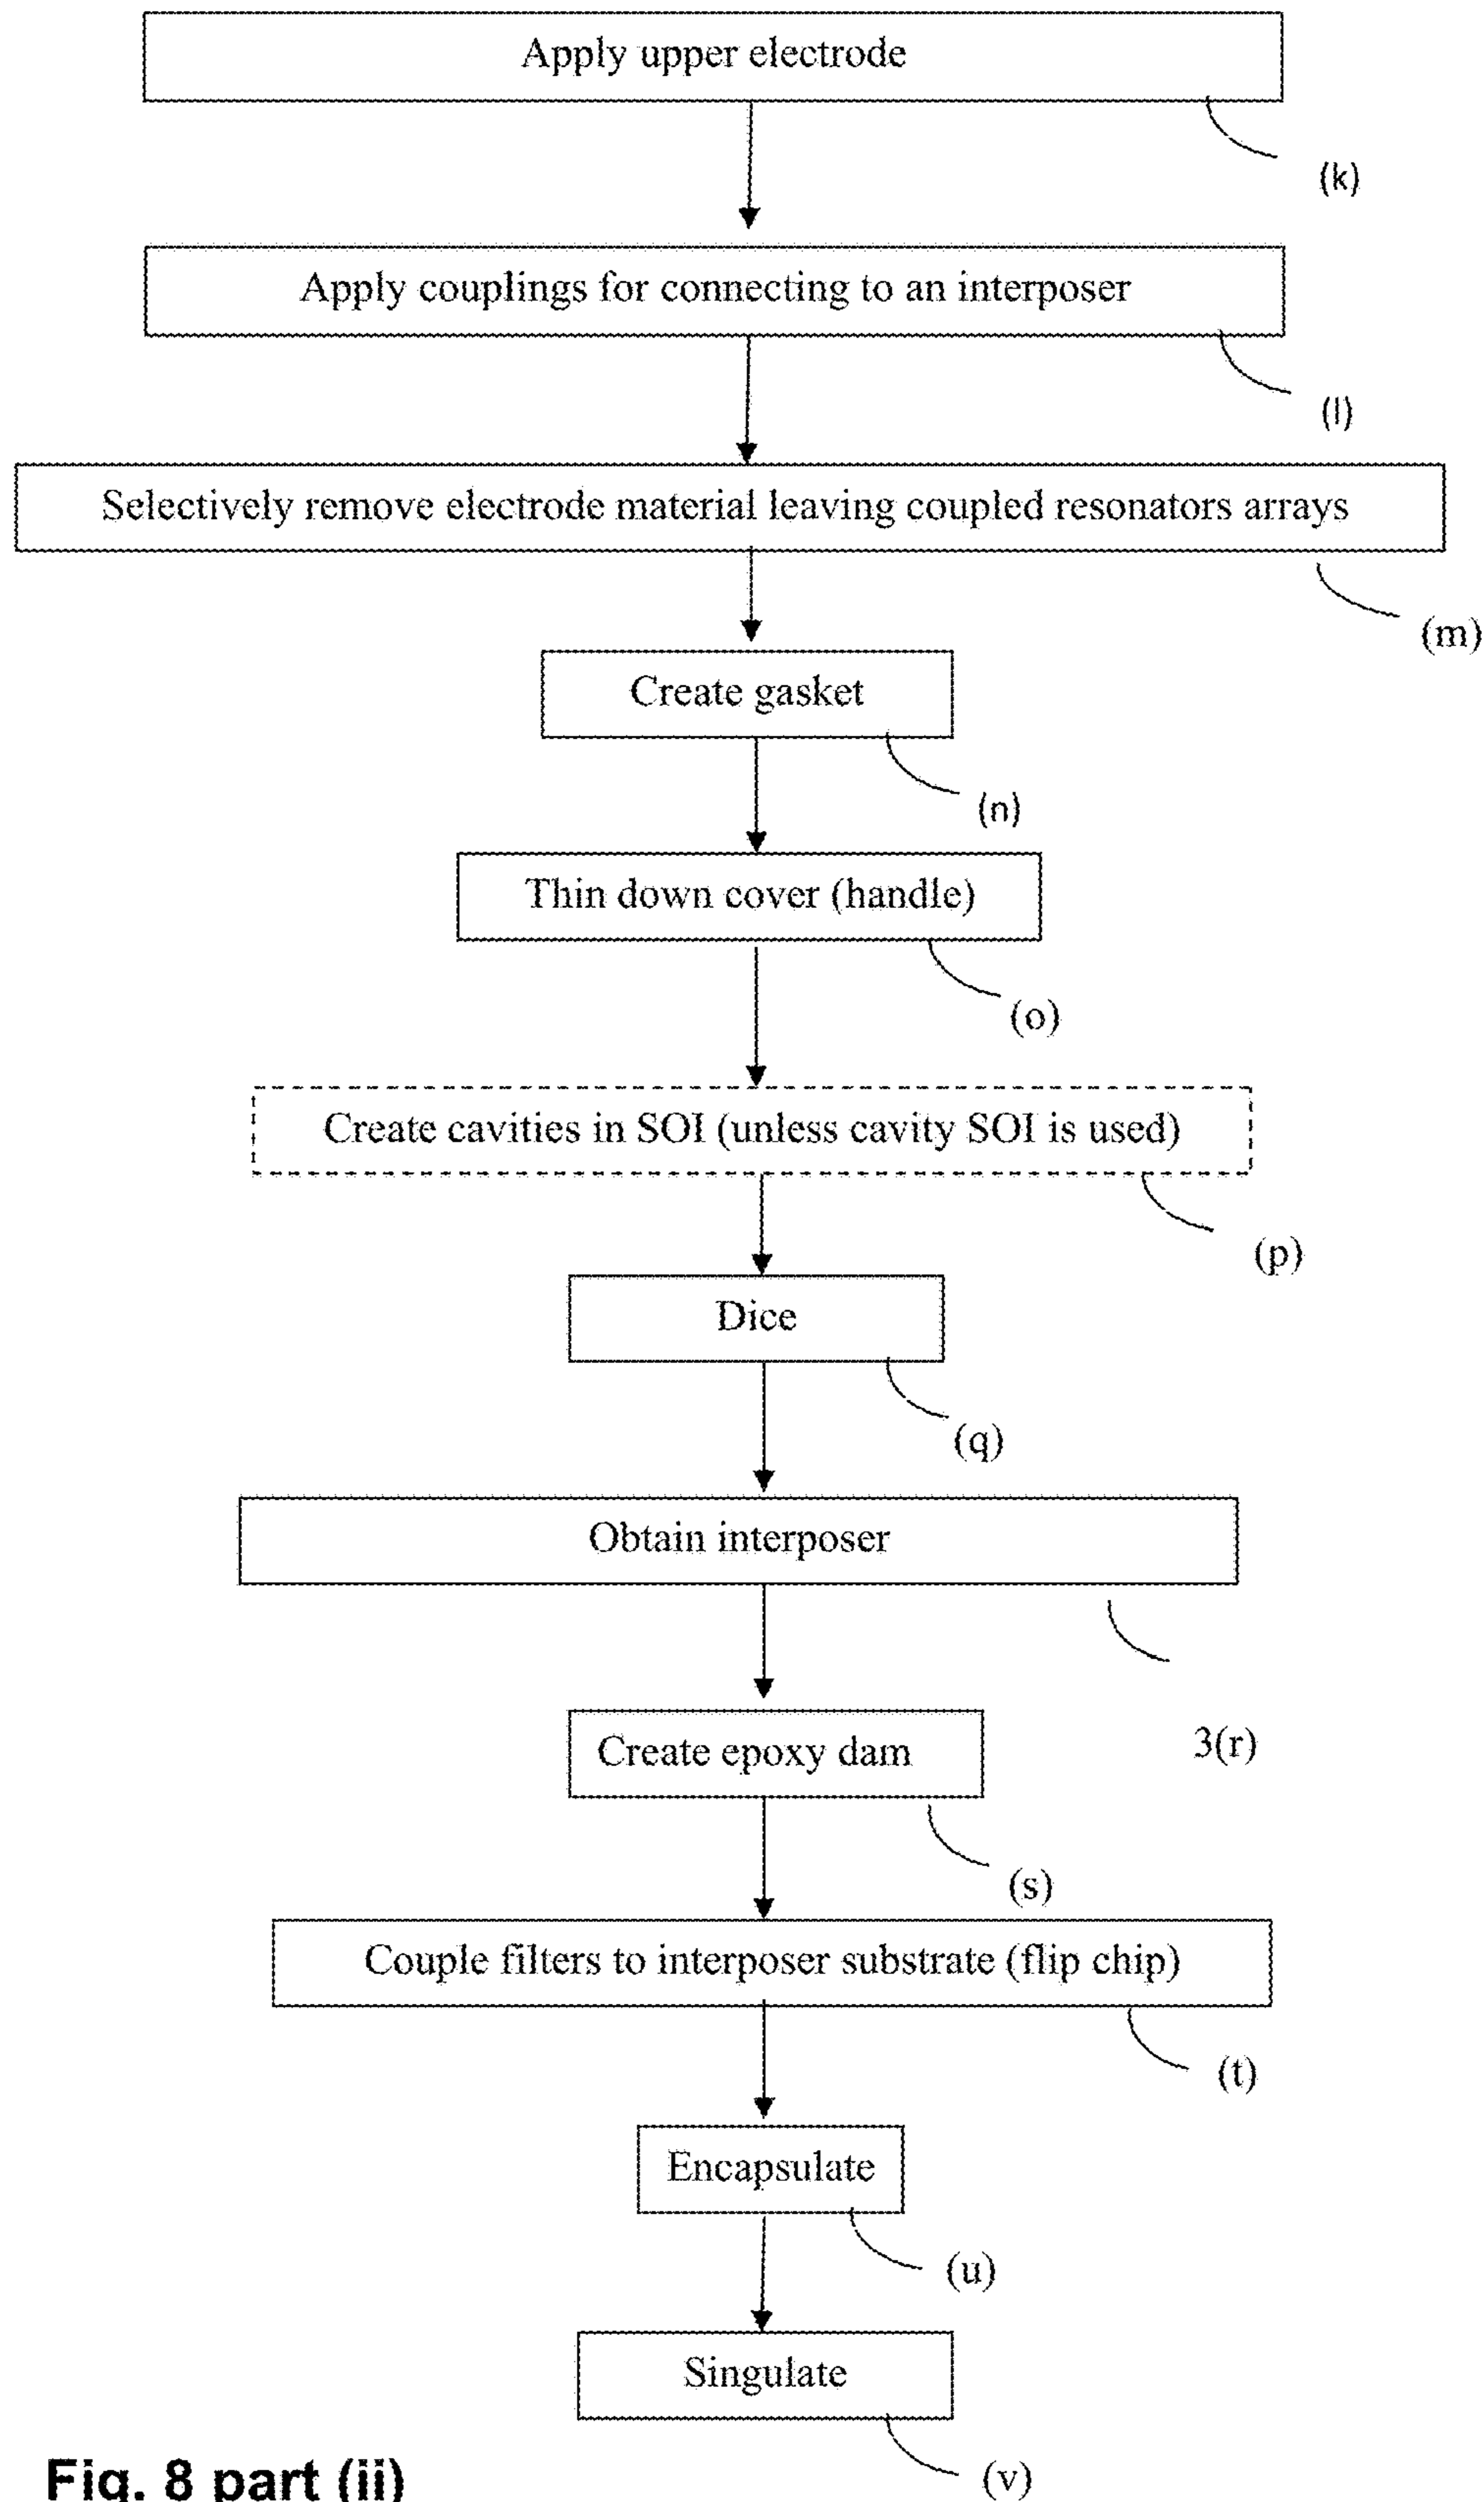 Apply upper electrode
(k)
Apply couplings for connecting to an interposer
(l)
Selectively remove electrode material leaving coupled resonators arrays
(m)
Create gasket
(n)
Thin down cover (handle)
(o)
Create cavities in SOI (unless cavity SOI is used)
(p)
Dice
(q)
Obtain interposer
3(r)
Create epoxy dam
(s)
Couple filters to interposer substrate (flip chip)
(t)
Encapsulate
(u)
Singulate
(v)
Fig. 8 part (ii)